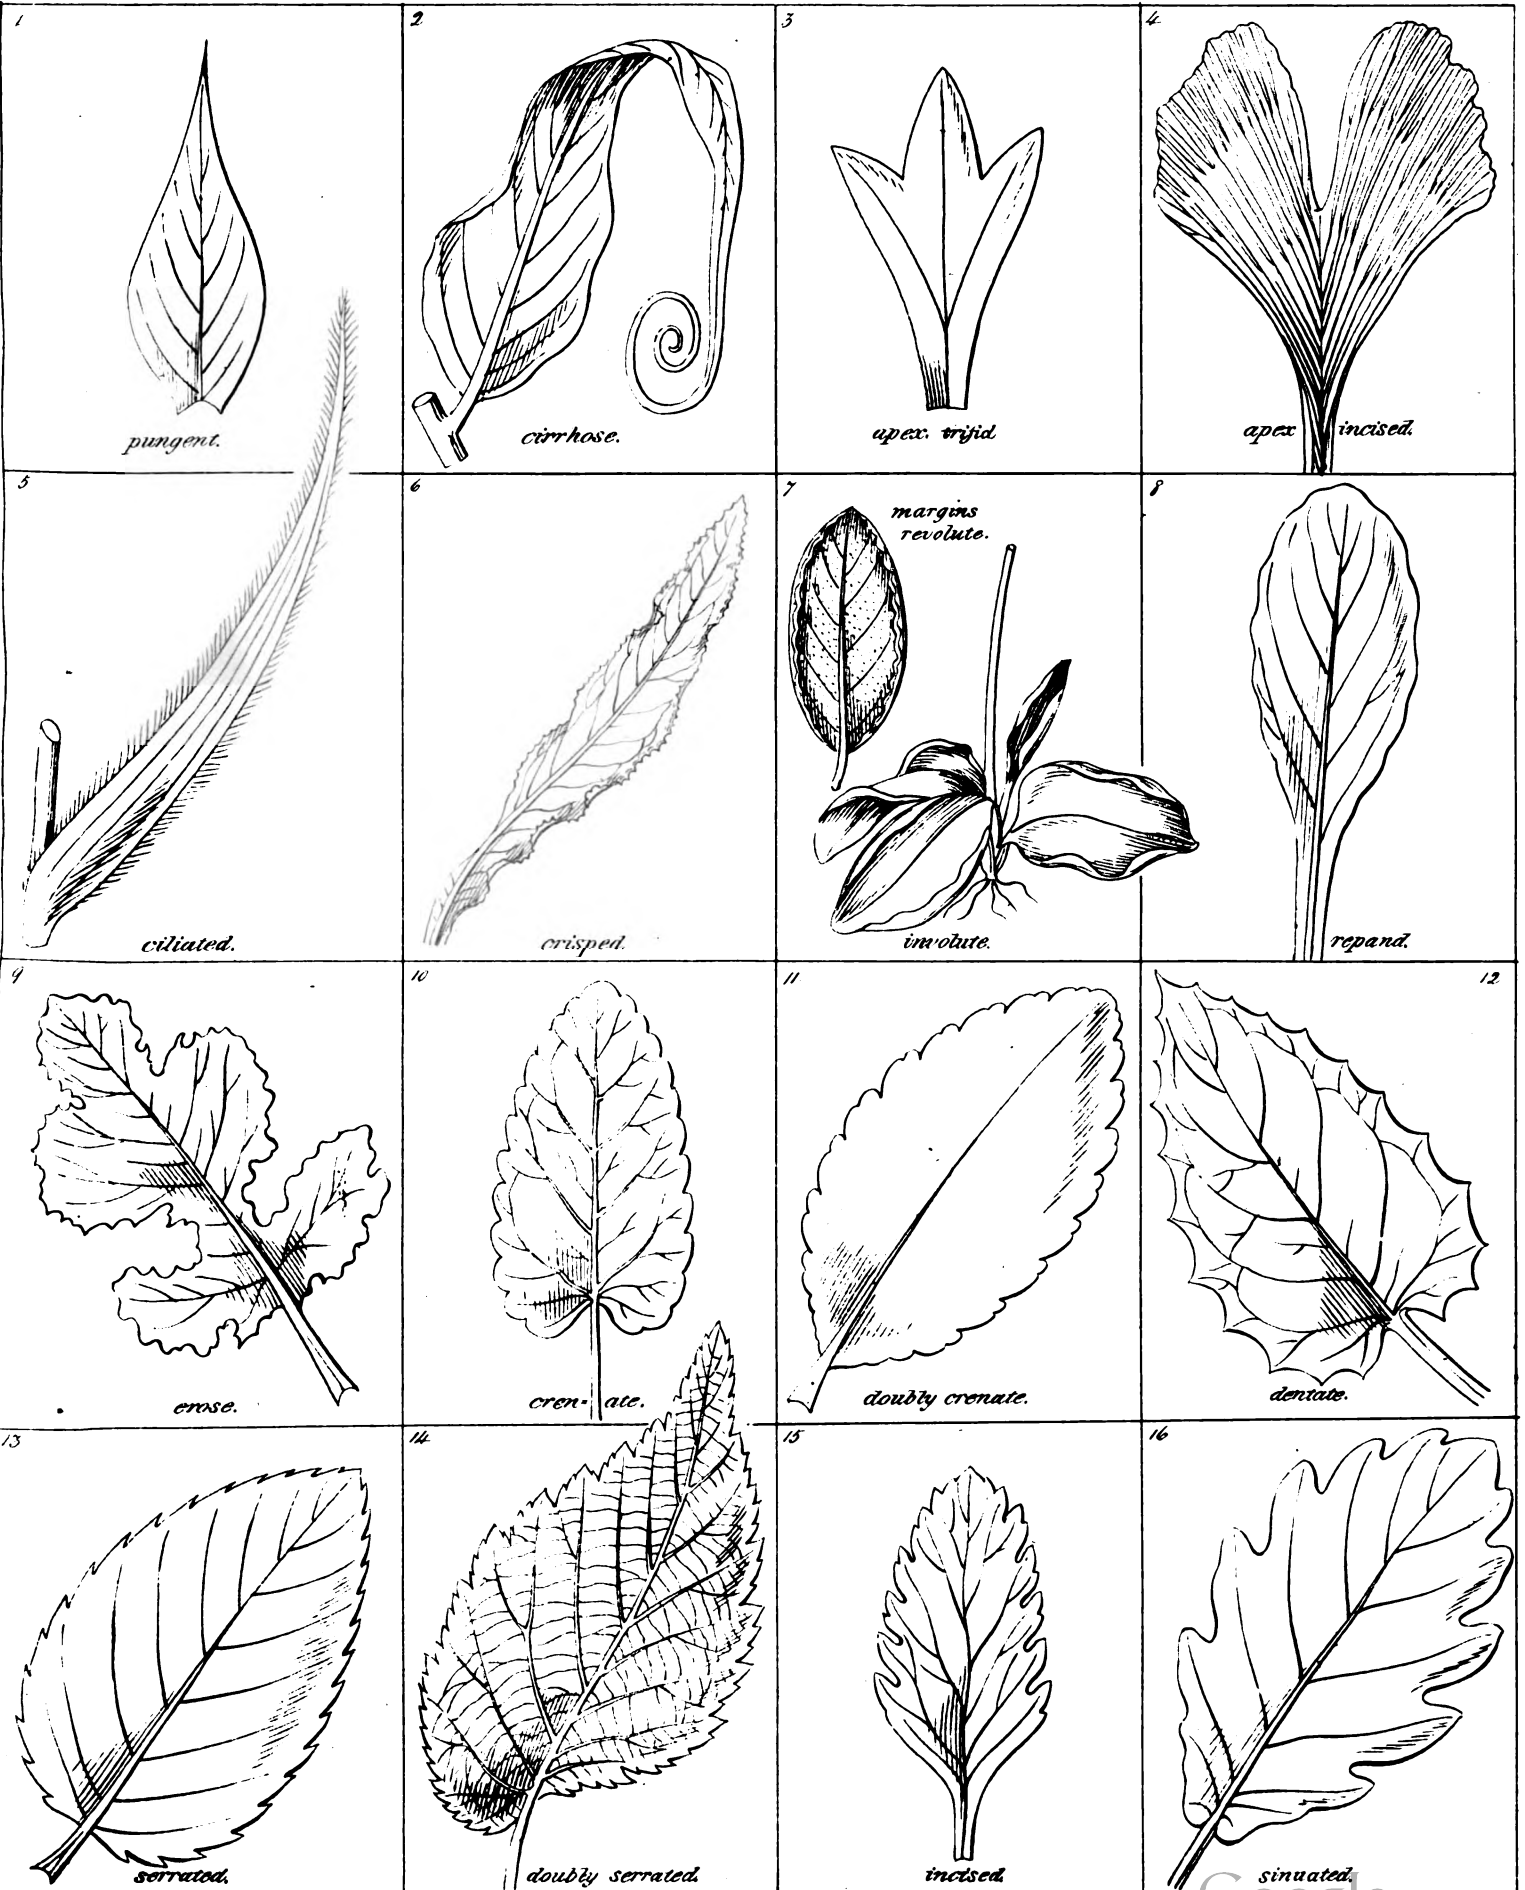 1
pungent.
2
cirrhose.
3
apex. trifid
4
apex incised.
5
ciliated.
6
crisped.
7
margins
revolute.
involute.
8
repand.
9
erose.
10
cren- ate.
11
doubly crenate.
12
dentate.
13
serrated.
14
doubly serrated.
15
incised.
16
sinuated.
Google